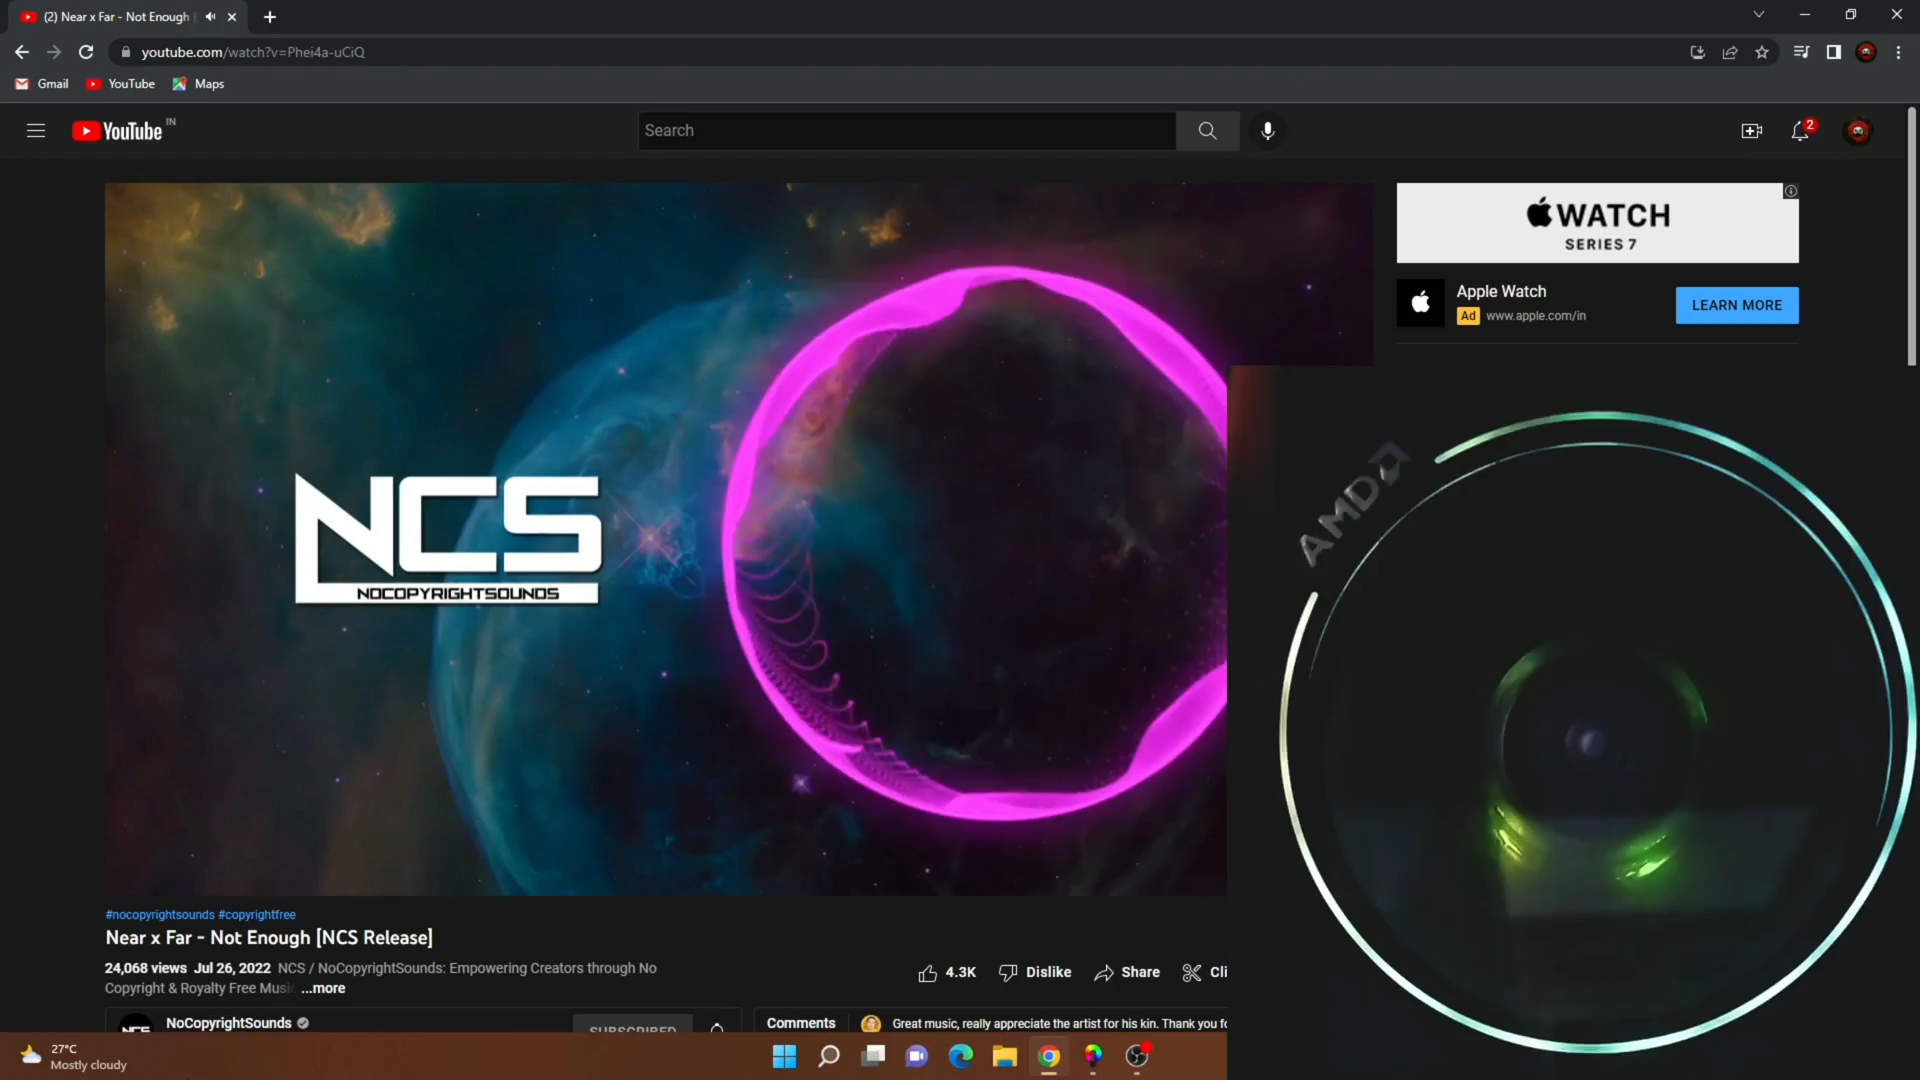 (2) Near x Far - Not Enough
youtube.com/watch?v=Phei4a-uCiQ
Gmail
YouTube
Maps
YouTube IN
Search
2
WATCH
SERIES 7
Apple Watch
Ad www.apple.com/in
LEARN MORE
AMD
NCS
NOCOPYRIGHTSOUNDS
#nocopyrightsounds #copyrightfree
Near x Far - Not Enough [NCS Release]
24,068 views Jul 26, 2022 NCS / NoCopyrightSounds: Empowering Creators through No
Copyright & Royalty Free Music ...more
4.3K
Dislike
Share
Cli
NCS
NoCopyrightSounds
SUBSCRIBED
Comments
Great music, really appreciate the artist for his kin. Thank you fo
27°C
Mostly cloudy